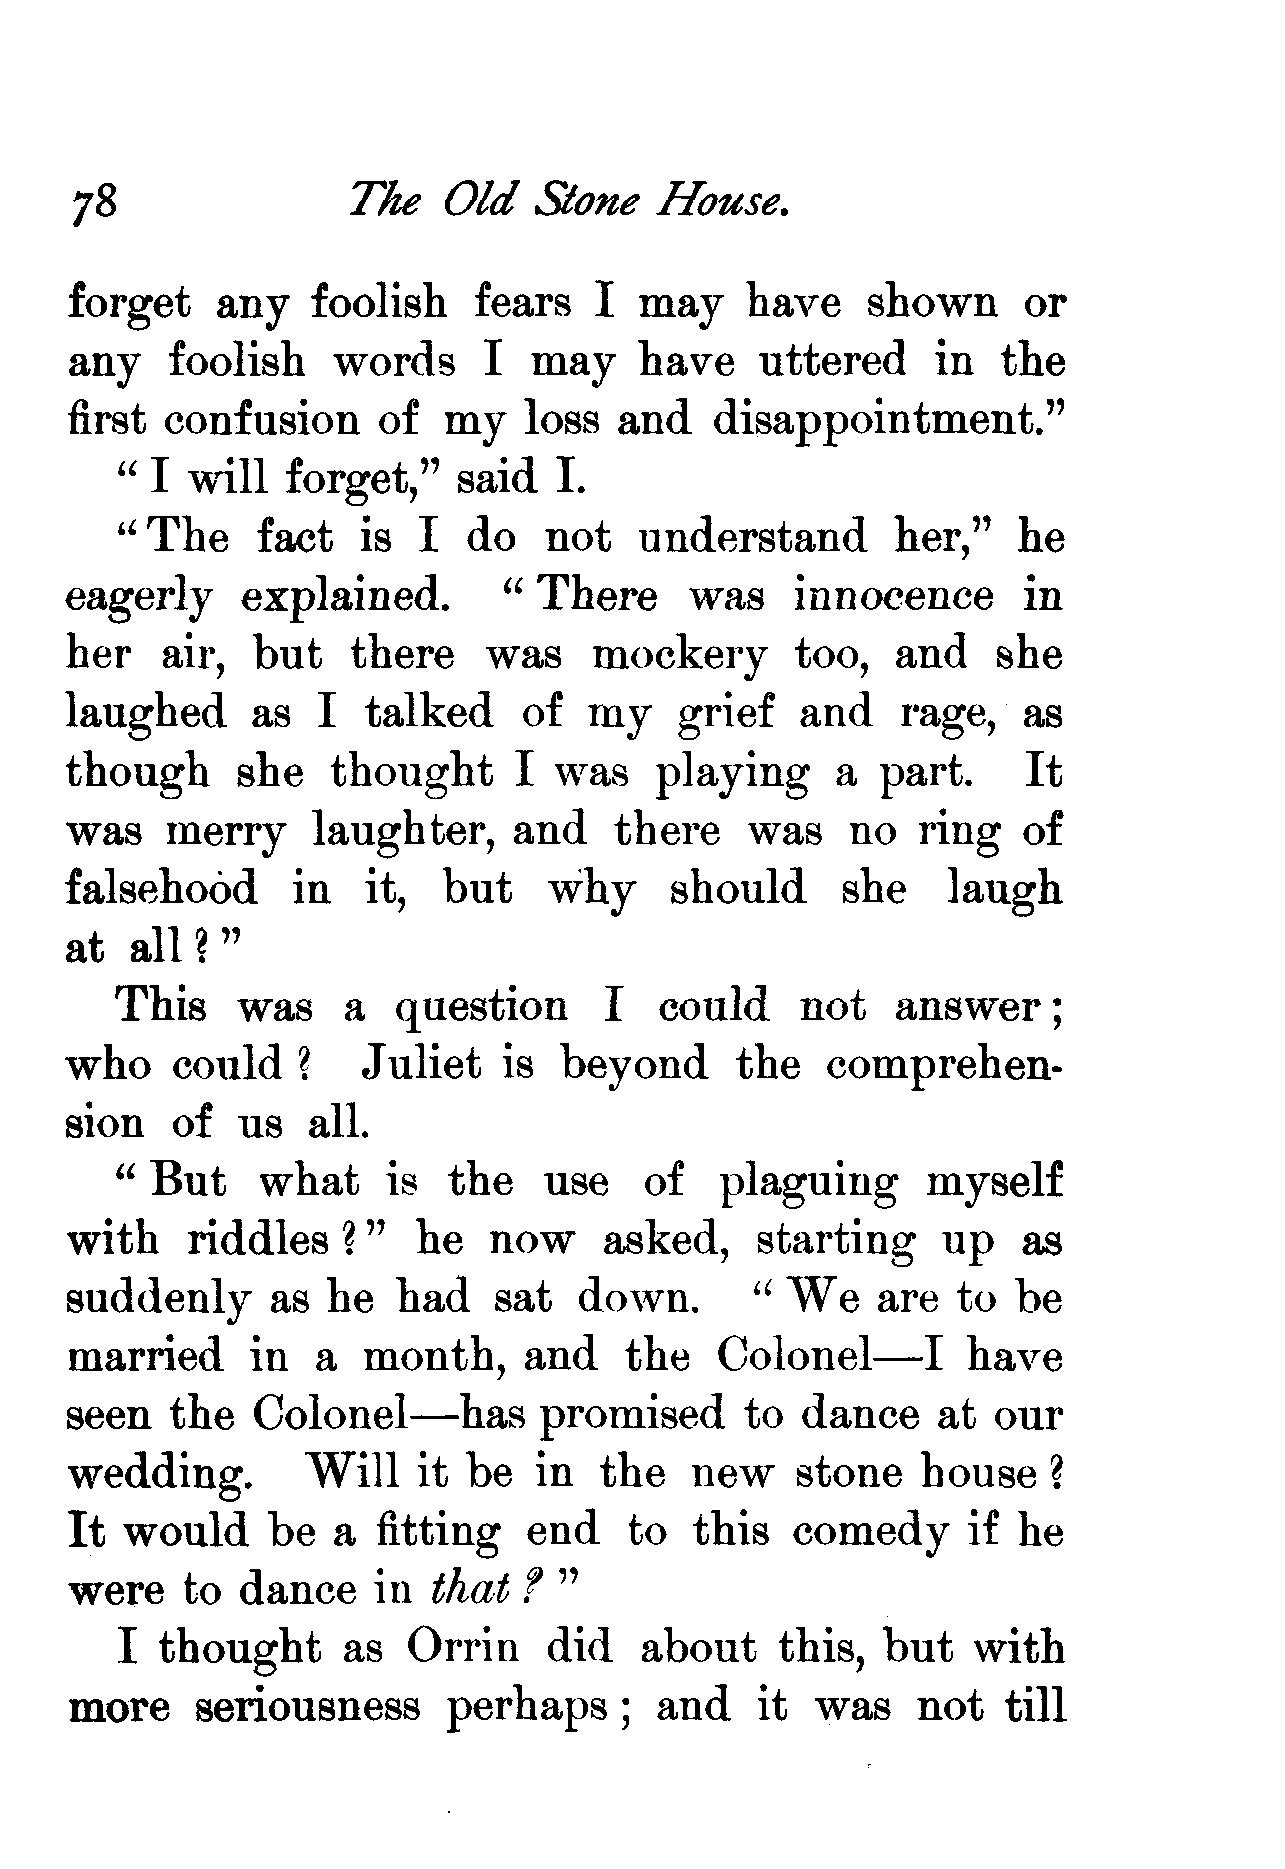 78 The Old Stone House.
forget any foolish fears I may have shown or
any foolish words I may have uttered in the
first confusion of my loss and disappointment.”
“ I will forget,” said I.
“ The fact is I do not understand her,” he
eagerly explained. “ There was innocence in
her air, but there was mockery too, and she
laughed as I talked of my grief and rage, as
though she thought I was playing a part. It
was merry laughter, and there was no ring of
falsehood in it, but why should she laugh
at all ? ”
This was a question I could not answer ;
who could ? Juliet is beyond the comprehen-
sion of us all.
“ But what is the use of plaguing myself
with riddles ? ” he now asked, starting up as
suddenly as he had sat down. “ We are to be
married in a month, and the Colonel—I have
seen the Colonel—has promised to dance at our
wedding. Will it be in the new stone house ?
It would be a fitting end to this comedy if he
were to dance in that ? ”
I thought as Orrin did about this, but with
more seriousness perhaps ; and it was not till